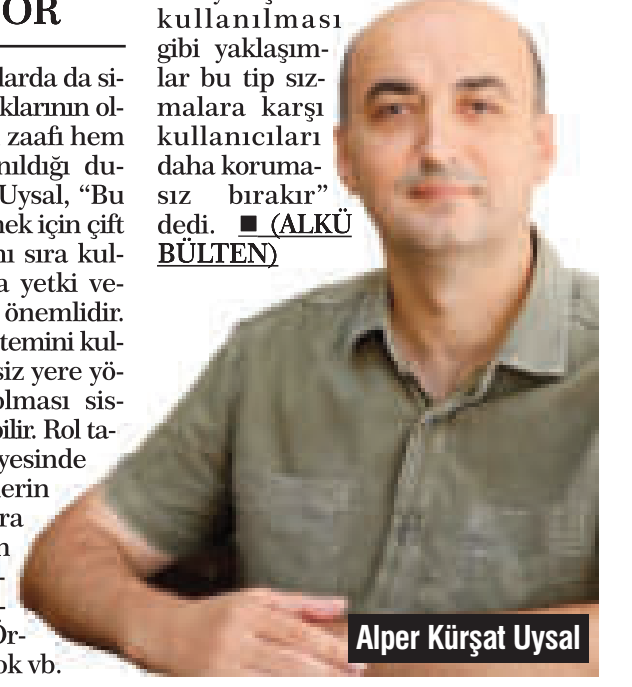 OR
larda da si-
klarının ol-
zaafı hem
nıldığı du-
Uysal, “Bu
nek için çift
nı sıra kul-
a yetki ve-
önemlidir.
temini kul-
siz yere yö-
olması sis-
bilir. Rol ta-
yesinde
lerin
ra
n
-
-
Ör-
ok vb.
kullanılması
gibi yaklaşım-
lar bu tip sız-
malara karşı
kullanıcıları
daha koruma-
sız bırakır”
dedi. ■ (ALKÜ
BÜLTEN)
Alper Kürşat Uysal